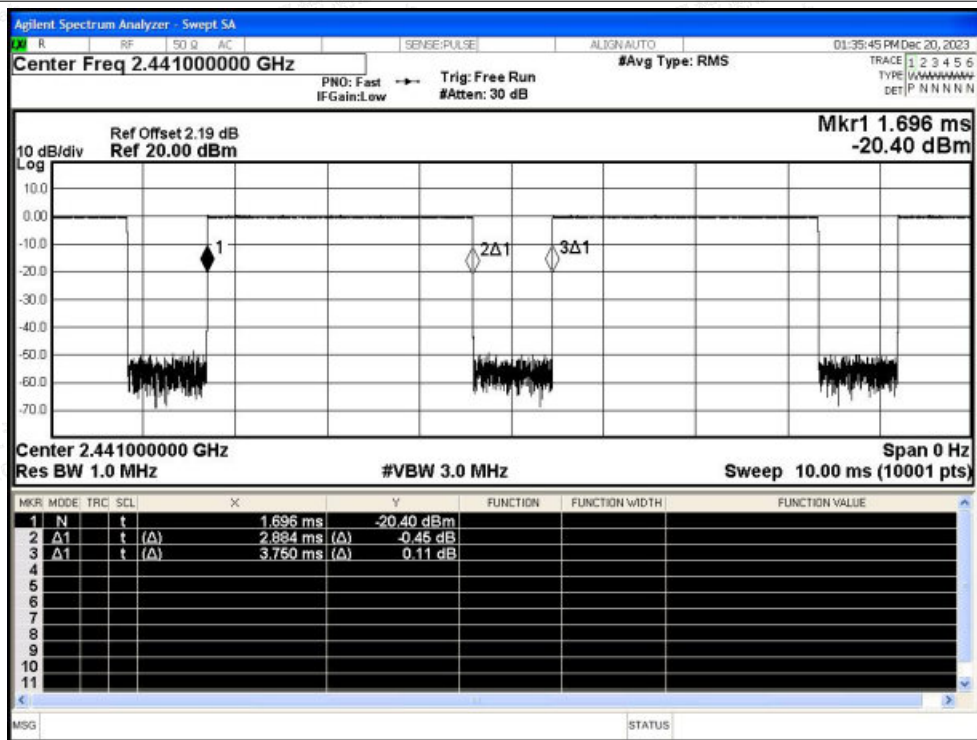 Agilent Spectrum Analyzer - Swept SA
LXI R RF 50 Ω AC SENSE:PULSE ALIGNAUTO 01:35:45 PM Dec 20, 2023
Center Freq 2.441000000 GHz #Avg Type: RMS TRACE 1 2 3 4 5 6
PNO: Fast Trig: Free Run TYPE WWWWWW
IFGain:Low #Atten: 30 dB DET P N N N N N
Mkr1 1.696 ms
Ref Offset 2.19 dB
10 dB/div Ref 20.00 dBm -20.40 dBm
Log
10.0
0.00
-10.0
1 2Δ1 3Δ1
-20.0
-30.0
-40.0
-50.0
-60.0
-70.0
Center 2.441000000 GHz Span 0 Hz
Res BW 1.0 MHz #VBW 3.0 MHz Sweep 10.00 ms (10001 pts)
MKR MODE TRC SCL X Y FUNCTION FUNCTION WIDTH FUNCTION VALUE
1 N t 1.696 ms -20.40 dBm
2 Δ1 t (Δ) 2.884 ms (Δ) -0.45 dB
3 Δ1 t (Δ) 3.750 ms (Δ) 0.11 dB
4
5
6
7
8
9
10
11
MSG STATUS